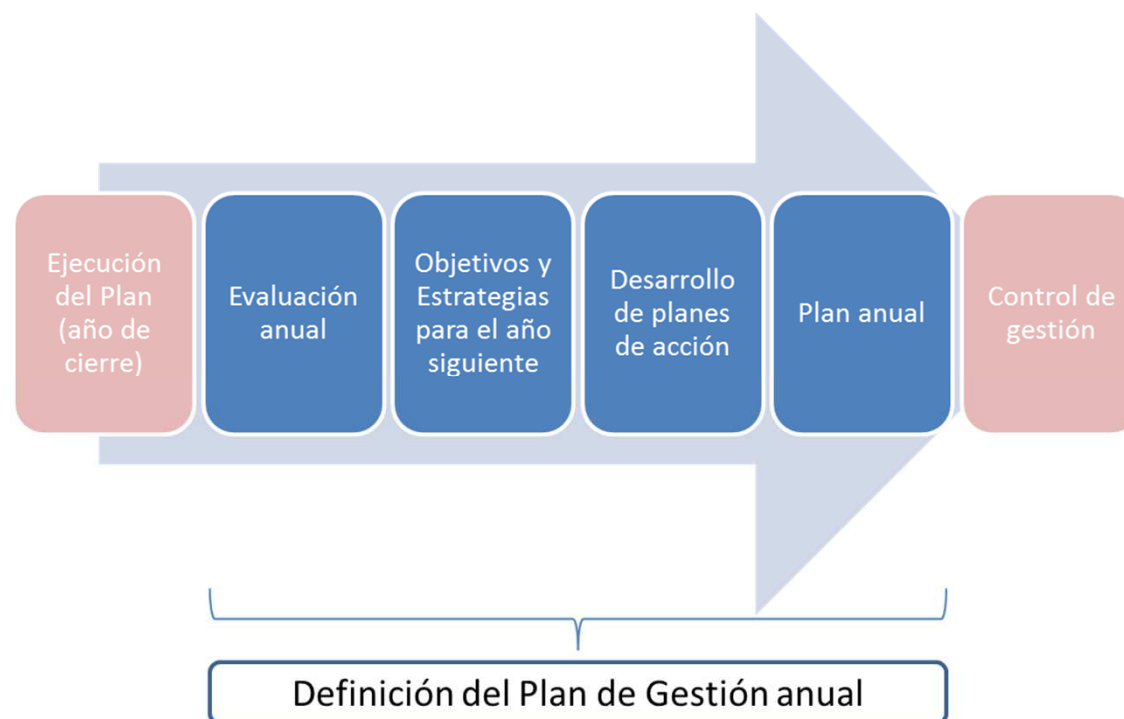 Ejecución
del Plan
(año de
cierre)
Evaluación
anual
Objetivos y
Estrategias
para el año
siguiente
Desarrollo
de planes
de acción
Plan anual
Control de
gestión
Definición del Plan de Gestión anual